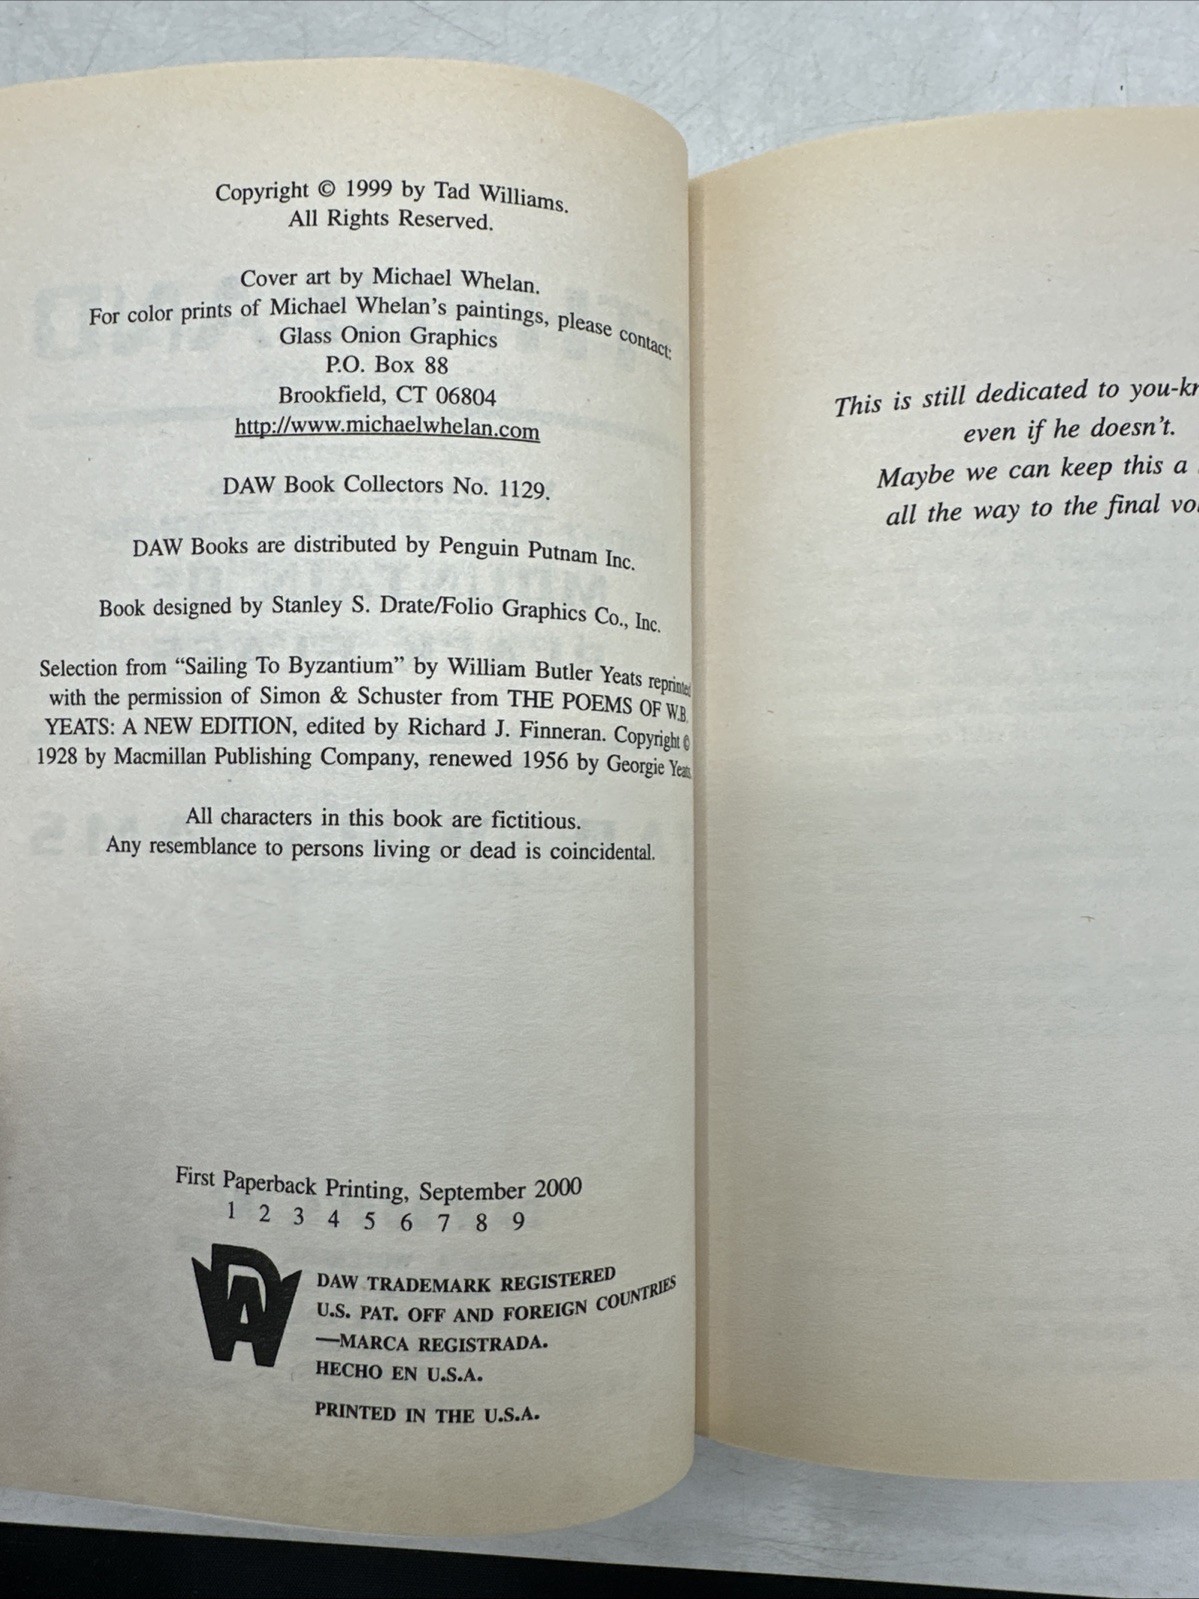 Copyright © 1999 by Tad Williams.
All Rights Reserved.
Cover art by Michael Whelan.
For color prints of Michael Whelan's paintings, please contact:
Glass Onion Graphics
P.O. Box 88
Brookfield, CT 06804
http://www.michaelwhelan.com
DAW Book Collectors No. 1129.
DAW Books are distributed by Penguin Putnam Inc.
Book designed by Stanley S. Drate/Folio Graphics Co., Inc.
Selection from “Sailing To Byzantium” by William Butler Yeats reprinted
with the permission of Simon & Schuster from THE POEMS OF W.B.
YEATS: A NEW EDITION, edited by Richard J. Finneran. Copyright ©
1928 by Macmillan Publishing Company, renewed 1956 by Georgie Yeats.
All characters in this book are fictitious.
Any resemblance to persons living or dead is coincidental.
First Paperback Printing, September 2000
1 2 3 4 5 6 7 8 9
DAW
DAW TRADEMARK REGISTERED
U.S. PAT. OFF AND FOREIGN COUNTRIES
—MARCA REGISTRADA.
HECHO EN U.S.A.
PRINTED IN THE U.S.A.
This is still dedicated to you-kn
even if he doesn't.
Maybe we can keep this a
all the way to the final vo